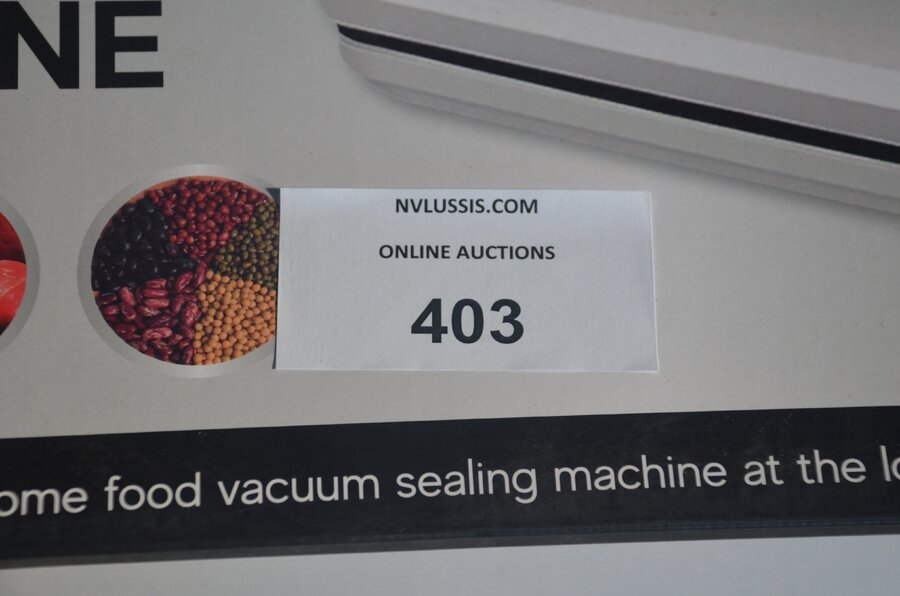 NE
NVLUSSIS.COM
ONLINE AUCTIONS
403
ome food vacuum sealing machine at the lo